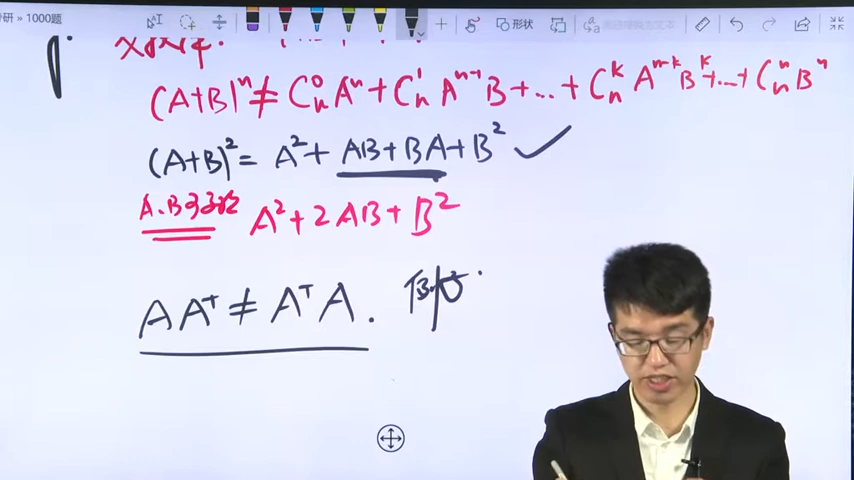 研 » 1000题
形状
(A+B)ⁿ ≠ Cₙ⁰Aⁿ + Cₙ¹Aⁿ⁻¹B + ... + CₙᵏAⁿ⁻ᵏBᵏ + ... + CₙⁿBⁿ
(A+B)² = A² + AB + BA + B² ✓
A²+2AB+B²
AAᵀ ≠ AᵀA.